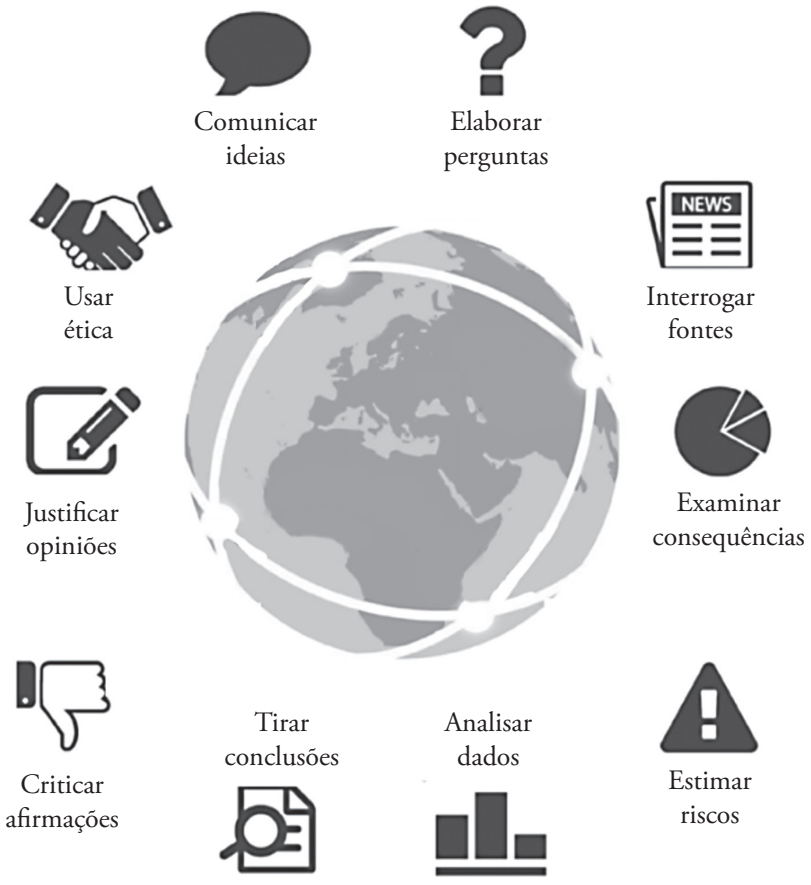 Comunicar
ideias
Elaborar
perguntas
NEWS
Interrogar
fontes
Examinar
consequências
Estimar
riscos
Analisar
dados
Tirar
conclusões
Criticar
afirmações
Justificar
opiniões
Usar
ética